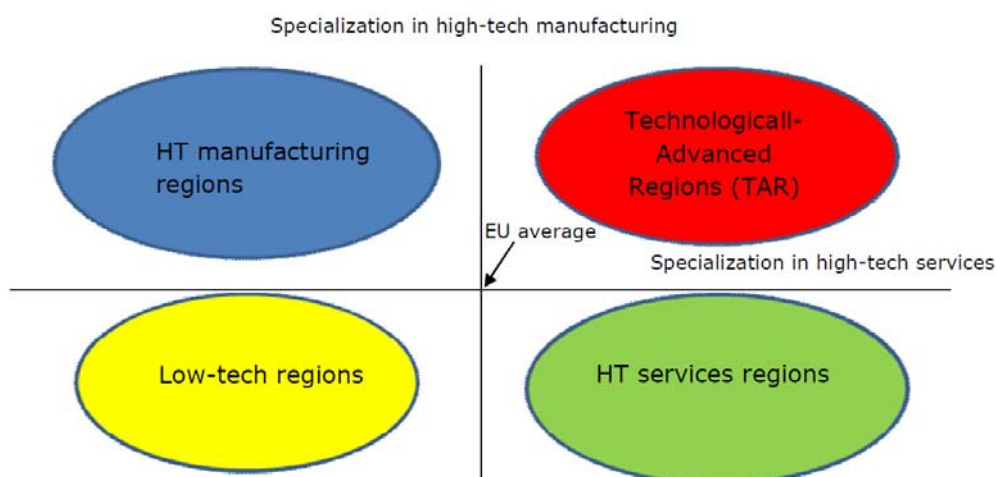 Specialization in high-tech manufacturing
HT manufacturing
regions
Technologicall-
Advanced
Regions (TAR)
EU average
Specialization in high-tech services
Low-tech regions
HT services regions